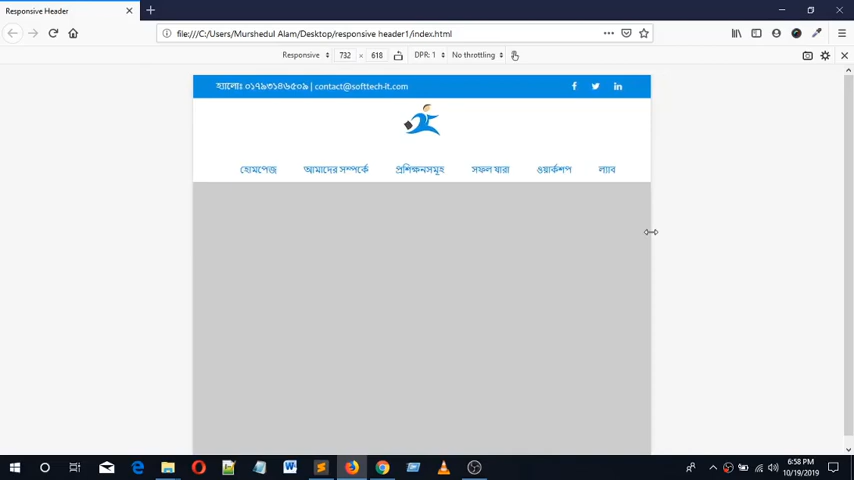 Responsive Header
file:///C:/Users/Murshedul Alam/Desktop/responsive header1/index.html
Responsive 732 × 618 DPR: 1 No throttling
হ্যালোঃ ০১৭৯৩১৪৬৫০৯ | contact@softtech-it.com
হোমপেজ আমাদের সম্পর্কে প্রশিক্ষনসমূহ সফল যারা ওয়ার্কশপ ল্যাব
6:58 PM
10/19/2019